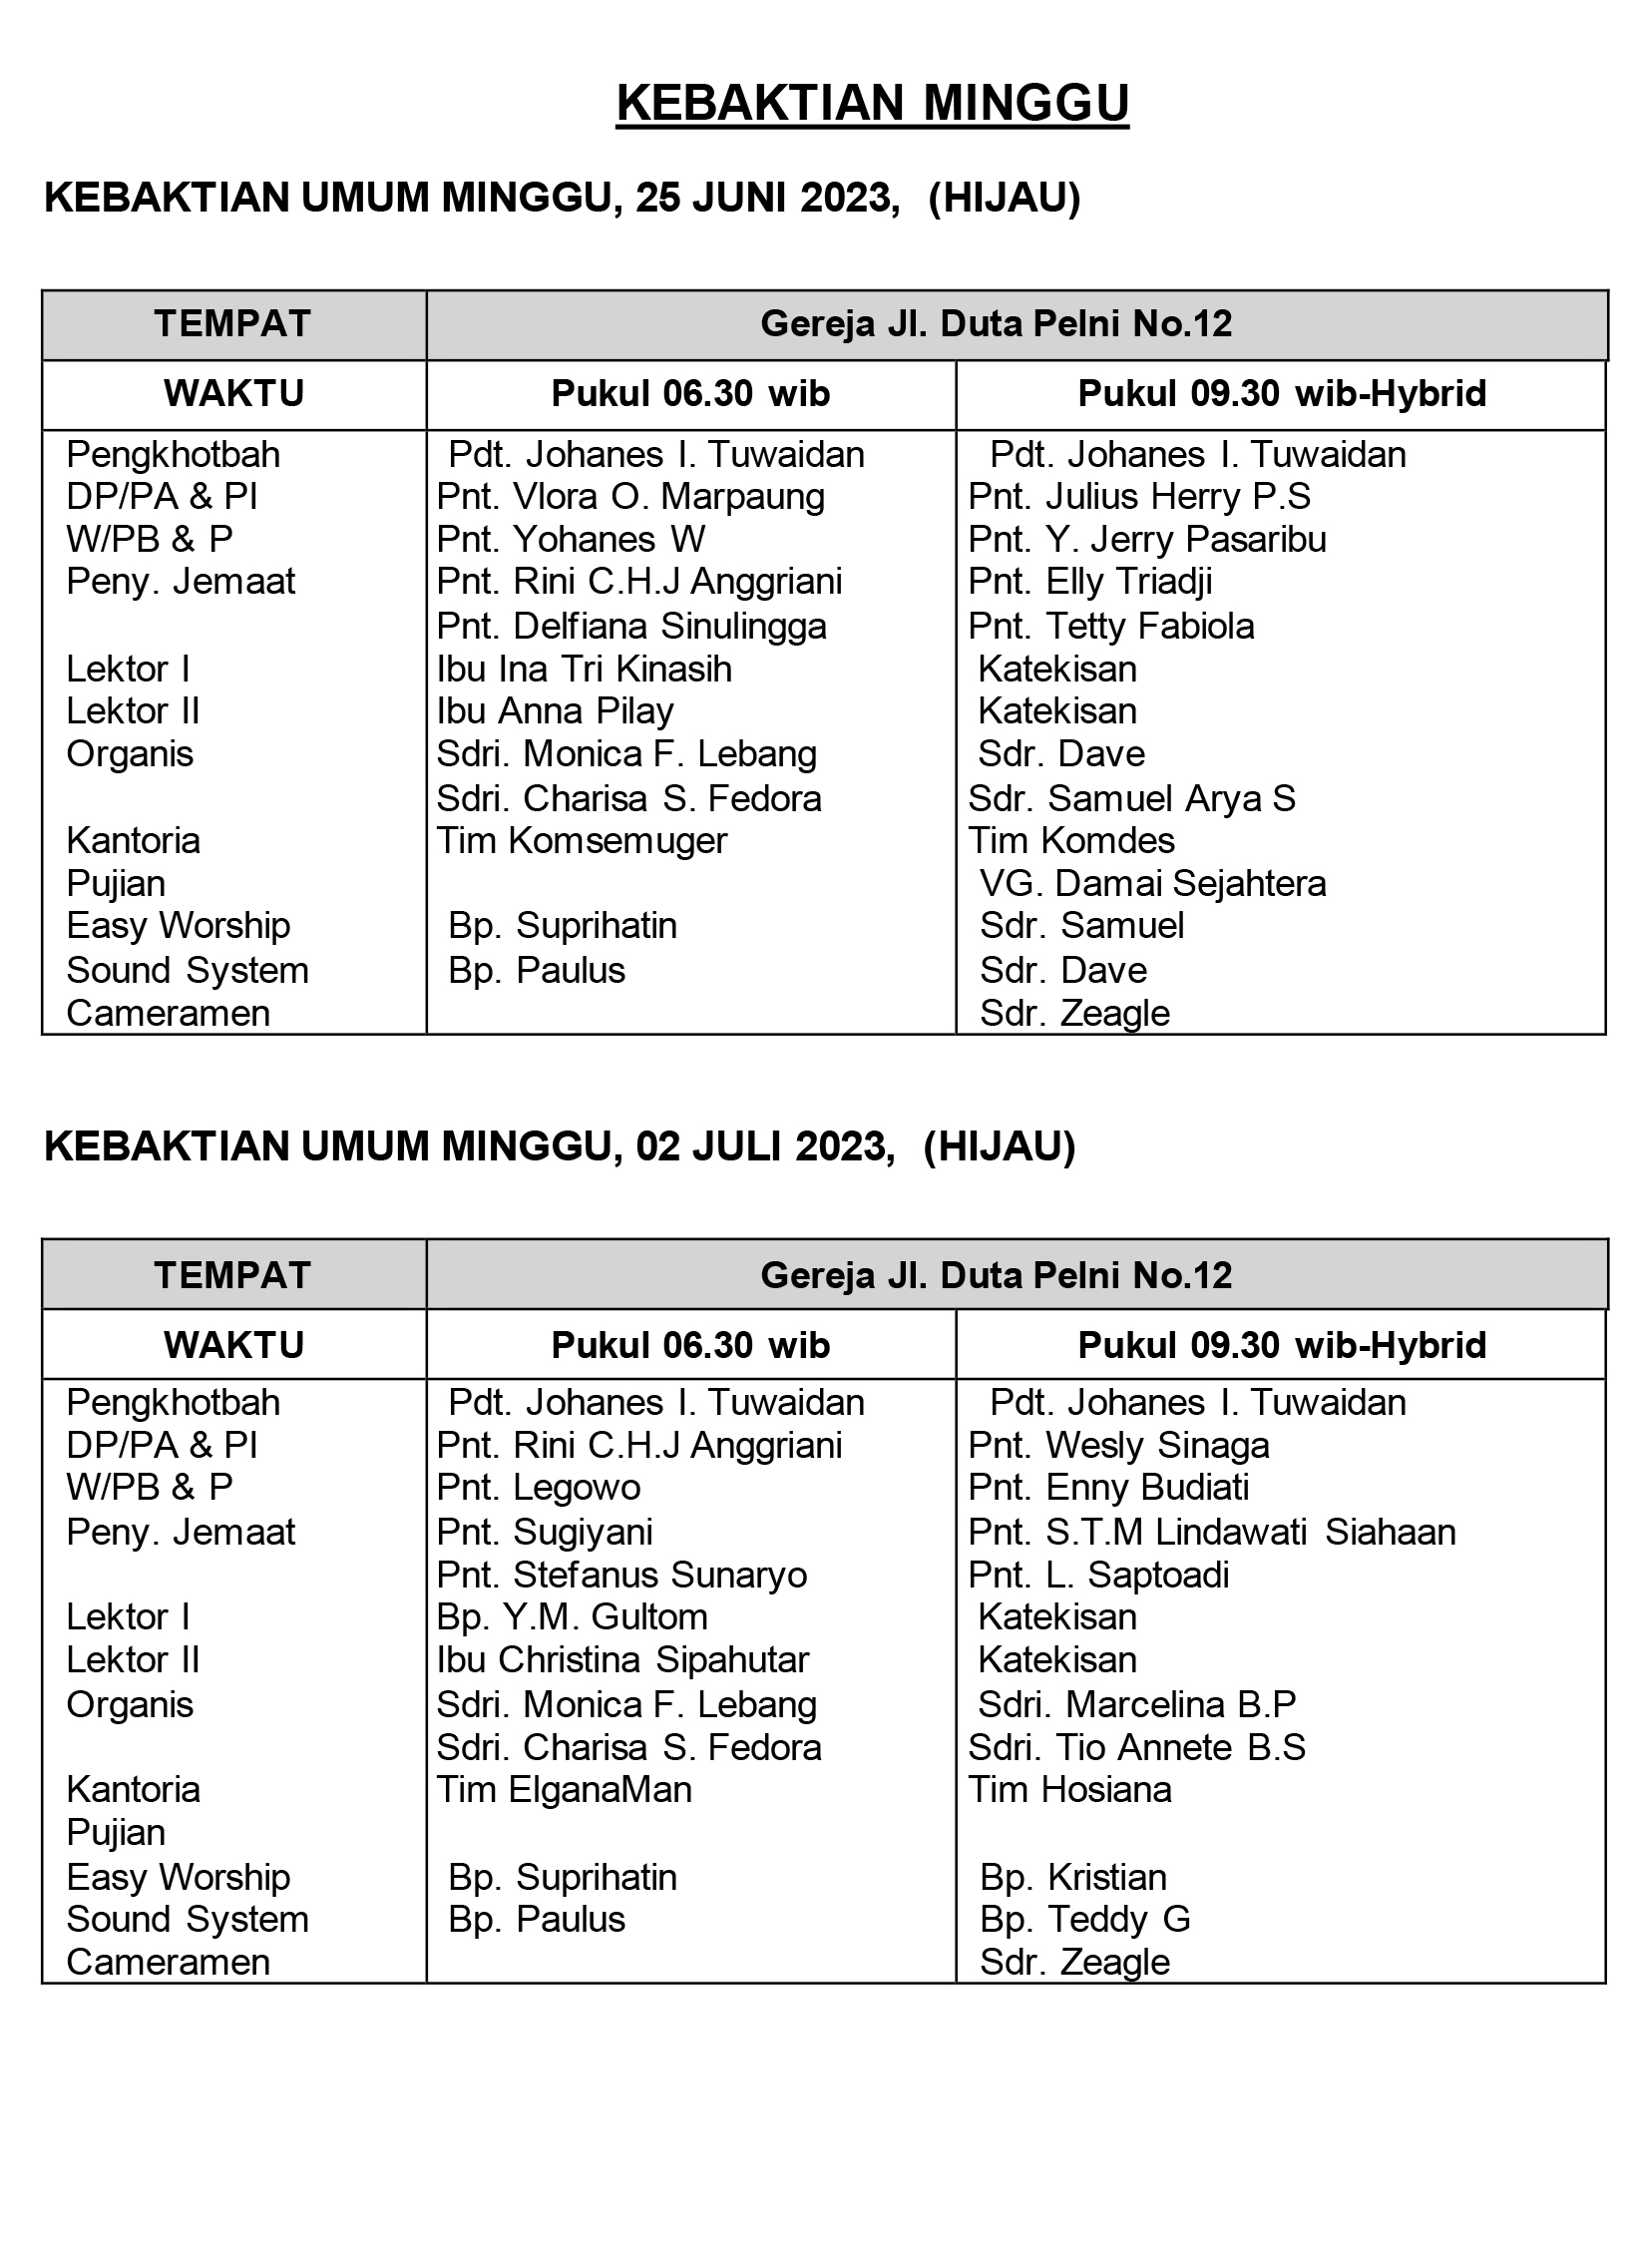 KEBAKTIAN MINGGU
KEBAKTIAN UMUM MINGGU, 25 JUNI 2023, (HIJAU)
TEMPAT Gereja Jl. Duta Pelni No.12
WAKTU Pukul 06.30 wib Pukul 09.30 wib-Hybrid
Pengkhotbah Pdt. Johanes I. Tuwaidan Pdt. Johanes I. Tuwaidan
DP/PA & PI Pnt. Vlora O. Marpaung Pnt. Julius Herry P.S
W/PB & P Pnt. Yohanes W Pnt. Y. Jerry Pasaribu
Peny. Jemaat Pnt. Rini C.H.J Anggriani Pnt. Elly Triadji
Pnt. Delfiana Sinulingga Pnt. Tetty Fabiola
Lektor I Ibu Ina Tri Kinasih Katekisan
Lektor II Ibu Anna Pilay Katekisan
Organis Sdri. Monica F. Lebang Sdr. Dave
Sdri. Charisa S. Fedora Sdr. Samuel Arya S
Kantoria Tim Komsemuger Tim Komdes
Pujian VG. Damai Sejahtera
Easy Worship Bp. Suprihatin Sdr. Samuel
Sound System Bp. Paulus Sdr. Dave
Cameramen Sdr. Zeagle
KEBAKTIAN UMUM MINGGU, 02 JULI 2023, (HIJAU)
TEMPAT Gereja Jl. Duta Pelni No.12
WAKTU Pukul 06.30 wib Pukul 09.30 wib-Hybrid
Pengkhotbah Pdt. Johanes I. Tuwaidan Pdt. Johanes I. Tuwaidan
DP/PA & PI Pnt. Rini C.H.J Anggriani Pnt. Wesly Sinaga
W/PB & P Pnt. Legowo Pnt. Enny Budiati
Peny. Jemaat Pnt. Sugiyani Pnt. S.T.M Lindawati Siahaan
Pnt. Stefanus Sunaryo Pnt. L. Saptoadi
Lektor I Bp. Y.M. Gultom Katekisan
Lektor II Ibu Christina Sipahutar Katekisan
Organis Sdri. Monica F. Lebang Sdri. Marcelina B.P
Sdri. Charisa S. Fedora Sdri. Tio Annete B.S
Kantoria Tim ElganaMan Tim Hosiana
Pujian
Easy Worship Bp. Suprihatin Bp. Kristian
Sound System Bp. Paulus Bp. Teddy G
Cameramen Sdr. Zeagle